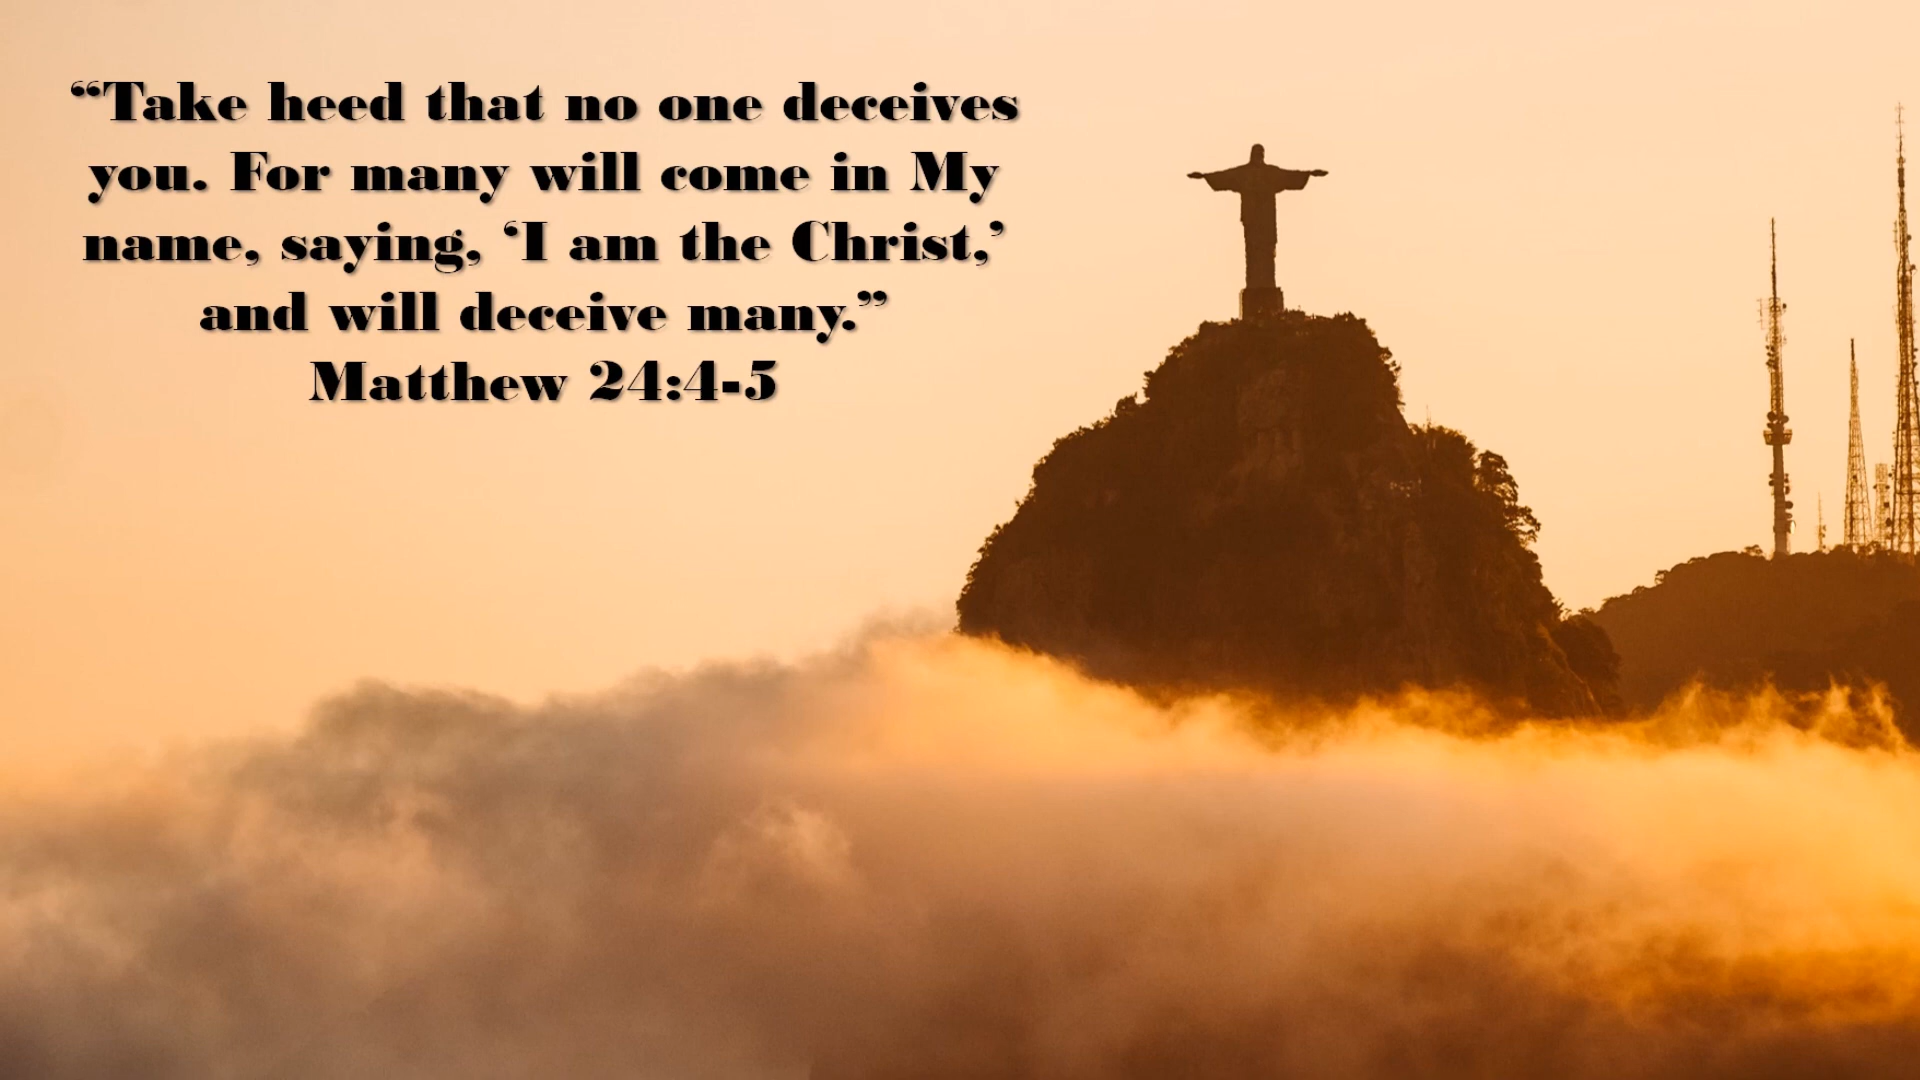 “Take heed that no one deceives
you. For many will come in My
name, saying, ‘I am the Christ,’
and will deceive many.”
Matthew 24:4-5